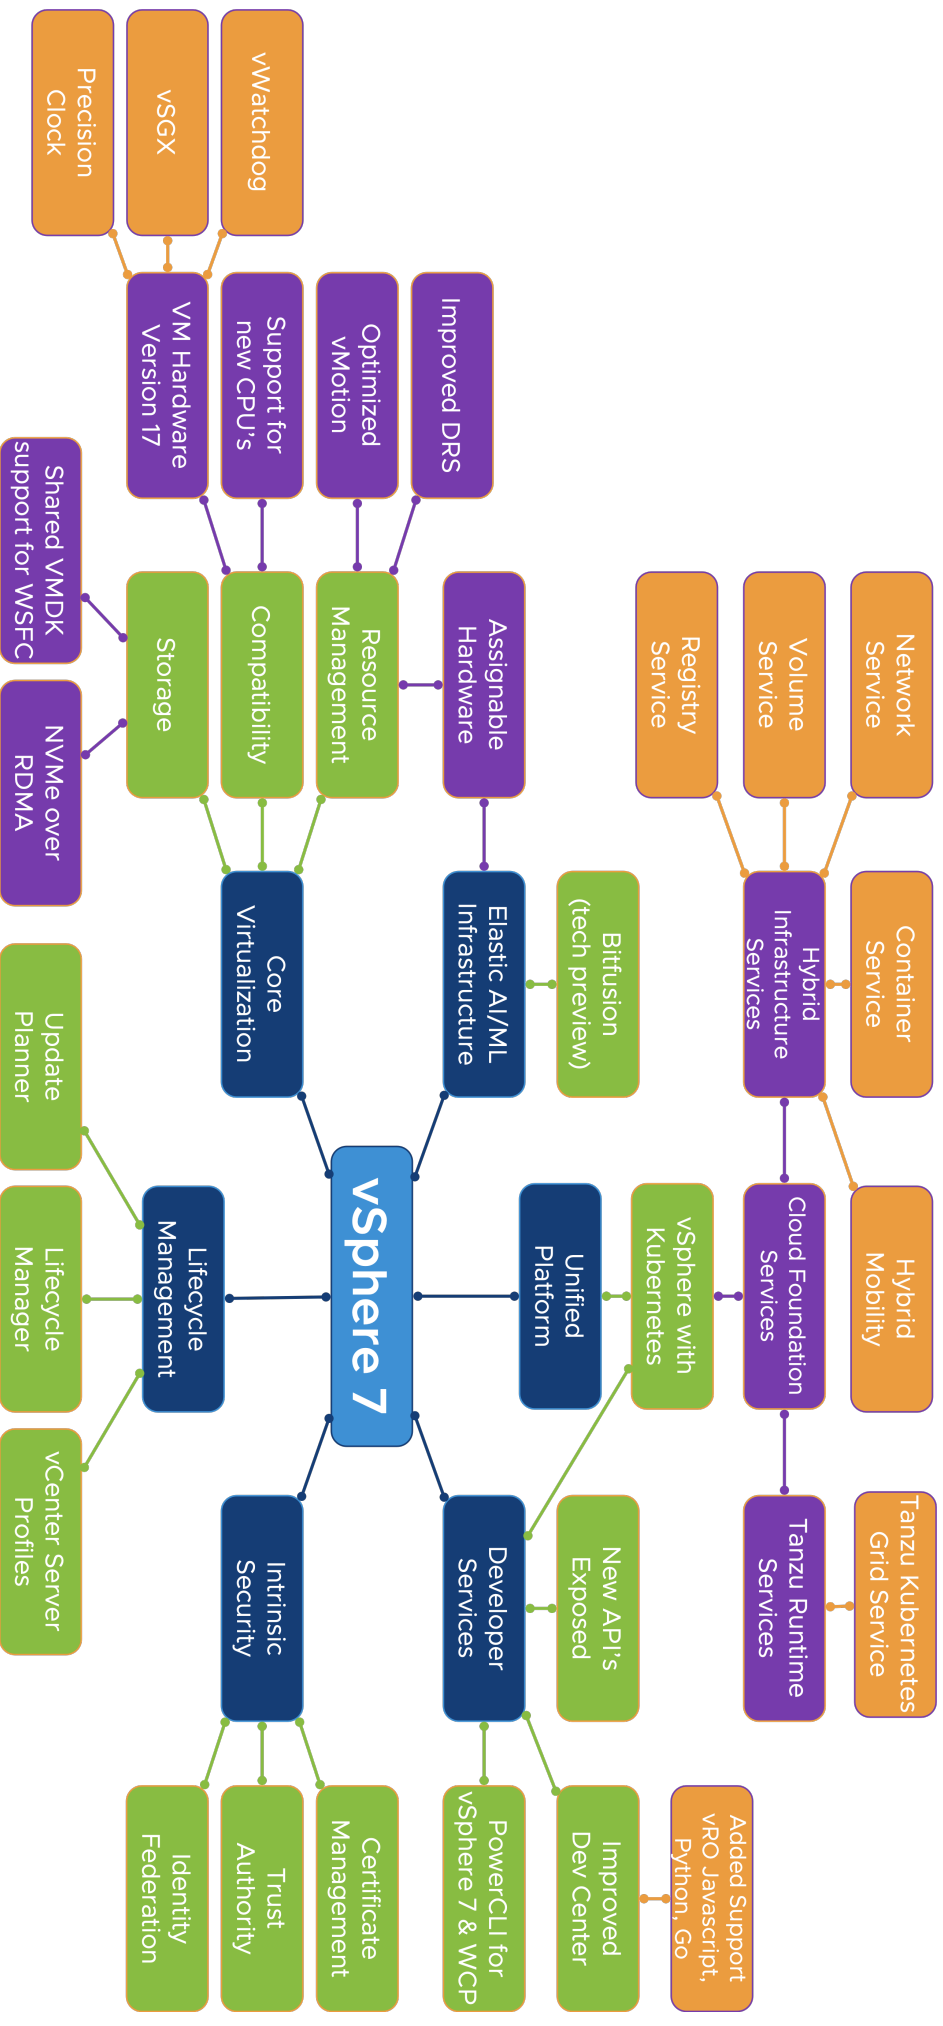 Network
Service
Container
Service
Hybrid
Mobility
Tanzu Kubernetes
Grid Service
Volume
Service
Hybrid
Infrastructure
Services
Cloud Foundation
Services
Tanzu Runtime
Services
Registry
Service
vSphere with
Kubernetes
Added Support
vRO Javascript,
Python, Go
Bitfusion
(tech preview)
Unified
Platform
New API's
Exposed
Improved
Dev Center
Improved DRS
Assignable
Hardware
Elastic AI/ML
Infrastructure
Developer
Services
PowerCLI for
vSphere 7 & WCP
Optimized
vMotion
Resource
Management
vSphere 7
Certificate
Management
vWatchdog
Support for
new CPU's
Compatibility
Core
Virtualization
Intrinsic
Security
Trust
Authority
vSGX
VM Hardware
Version 17
Storage
Lifecycle
Management
Identity
Federation
Precision
Clock
Shared VMDK
support for WSFC
NVMe over
RDMA
Update
Planner
Lifecycle
Manager
vCenter Server
Profiles